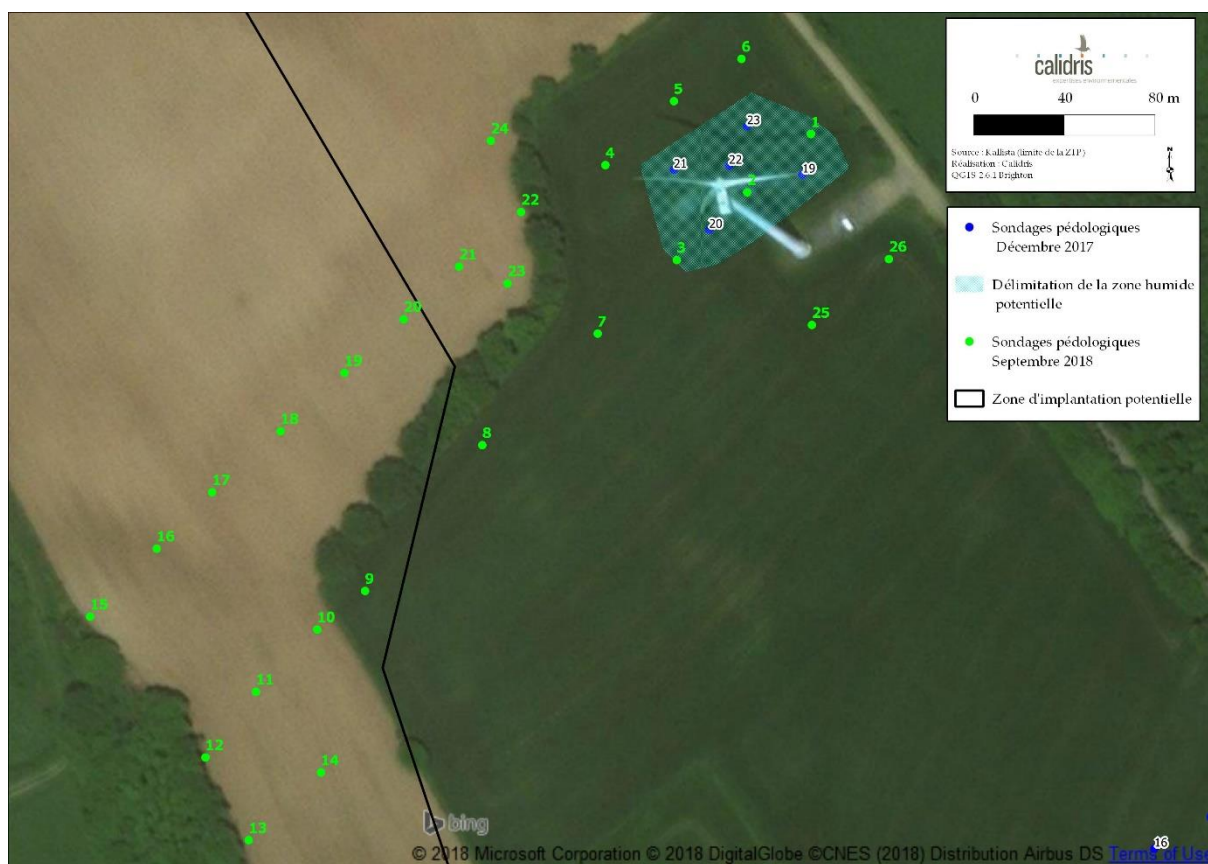 calidris
expertises environnementales
0 40 80 m
Source : Kallista (limite de la ZIP)
Réalisation : Calidris
QGIS 2.6.1 Brighton
N
Sondages pédologiques
Décembre 2017
Délimitation de la zone humide
potentielle
Sondages pédologiques
Septembre 2018
Zone d'implantation potentielle
6
5
23
1
24
4
21
22
19
2
22
20
3
26
21
23
25
20
7
19
18
8
17
16
9
15
10
11
12
14
13
16
bing
© 2018 Microsoft Corporation © 2018 DigitalGlobe ©CNES (2018) Distribution Airbus DS Terms of Use